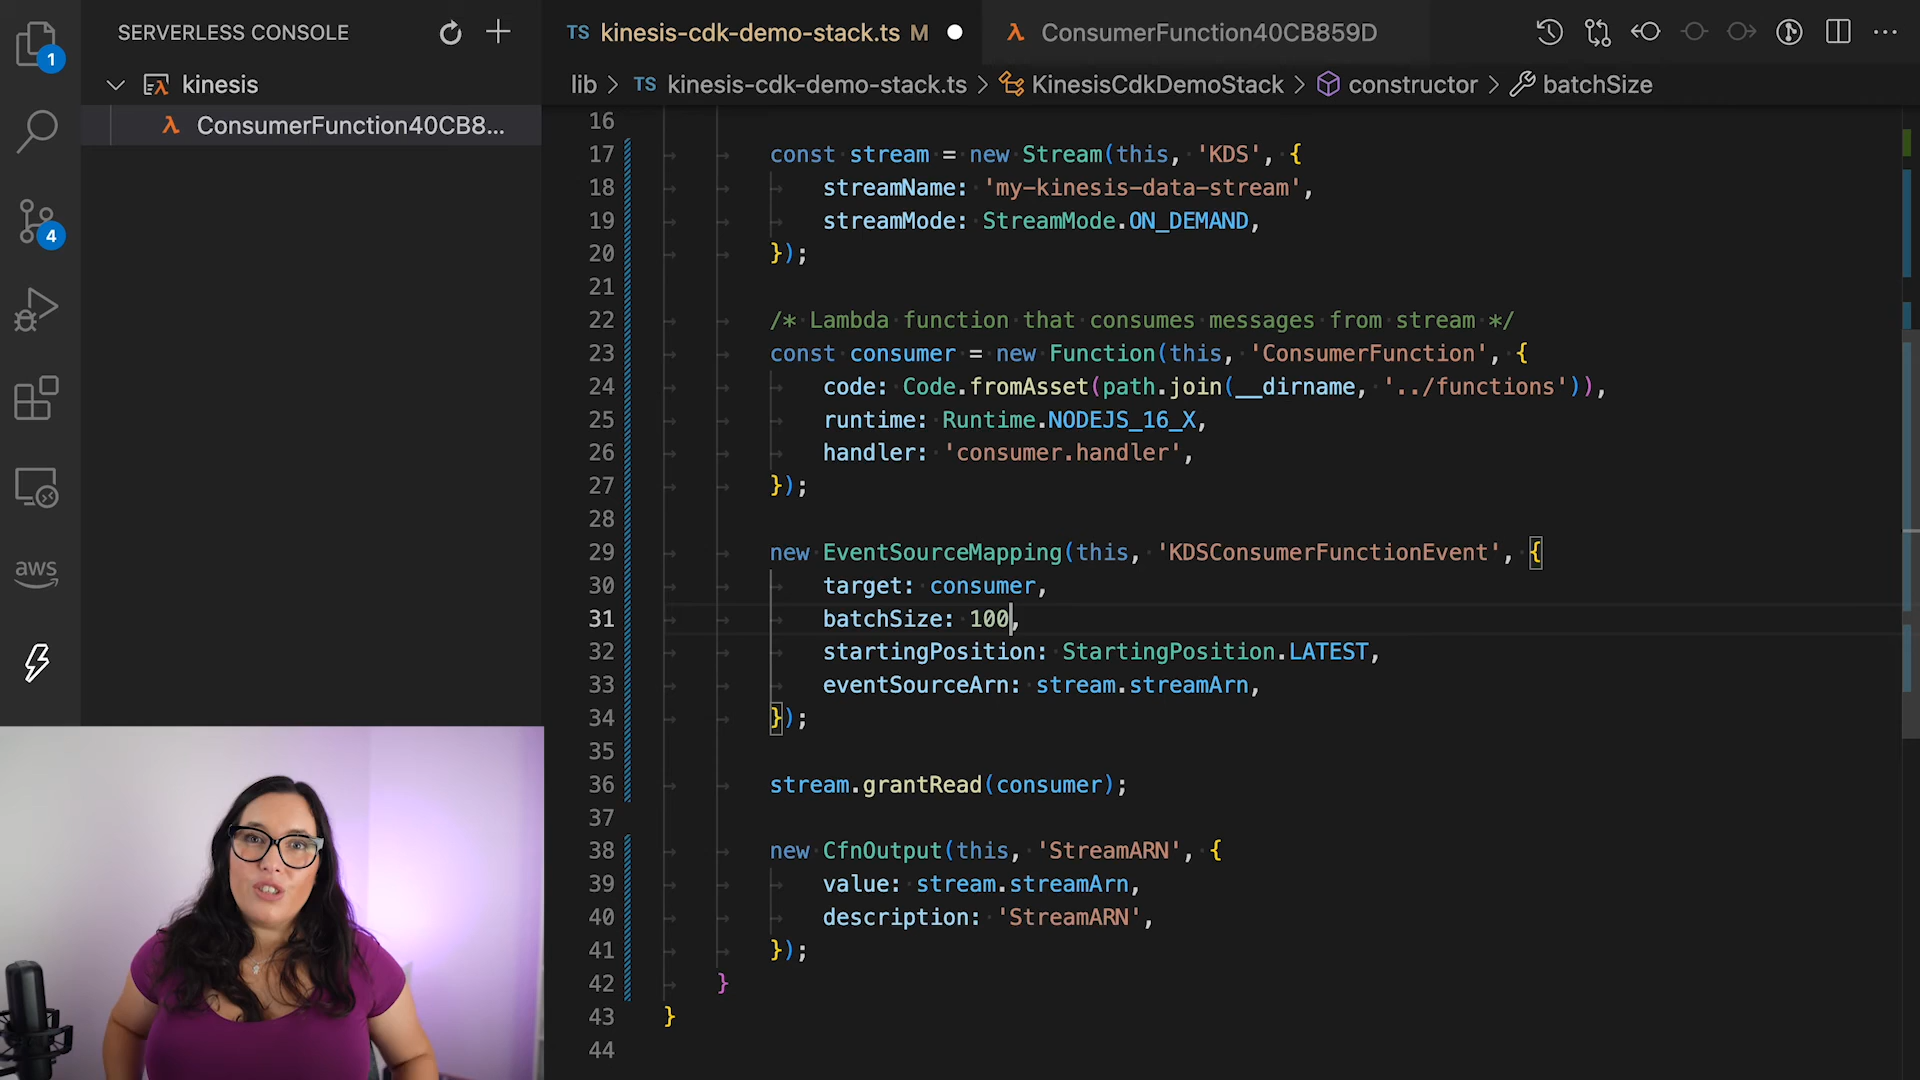 SERVERLESS CONSOLE
kinesis
ConsumerFunction40CB8...
1
4
aws
TS kinesis-cdk-demo-stack.ts M
ConsumerFunction40CB859D
lib > TS kinesis-cdk-demo-stack.ts > KinesisCdkDemoStack > constructor > batchSize
16
17 const stream = new Stream(this, 'KDS', {
18 streamName: 'my-kinesis-data-stream',
19 streamMode: StreamMode.ON_DEMAND,
20 });
21
22 /* Lambda function that consumes messages from stream */
23 const consumer = new Function(this, 'ConsumerFunction', {
24 code: Code.fromAsset(path.join(__dirname, '../functions')),
25 runtime: Runtime.NODEJS_16_X,
26 handler: 'consumer.handler',
27 });
28
29 new EventSourceMapping(this, 'KDSConsumerFunctionEvent', {
30 target: consumer,
31 batchSize: 100,
32 startingPosition: StartingPosition.LATEST,
33 eventSourceArn: stream.streamArn,
34 });
35
36 stream.grantRead(consumer);
37
38 new CfnOutput(this, 'StreamARN', {
39 value: stream.streamArn,
40 description: 'StreamARN',
41 });
42 }
43 }
44